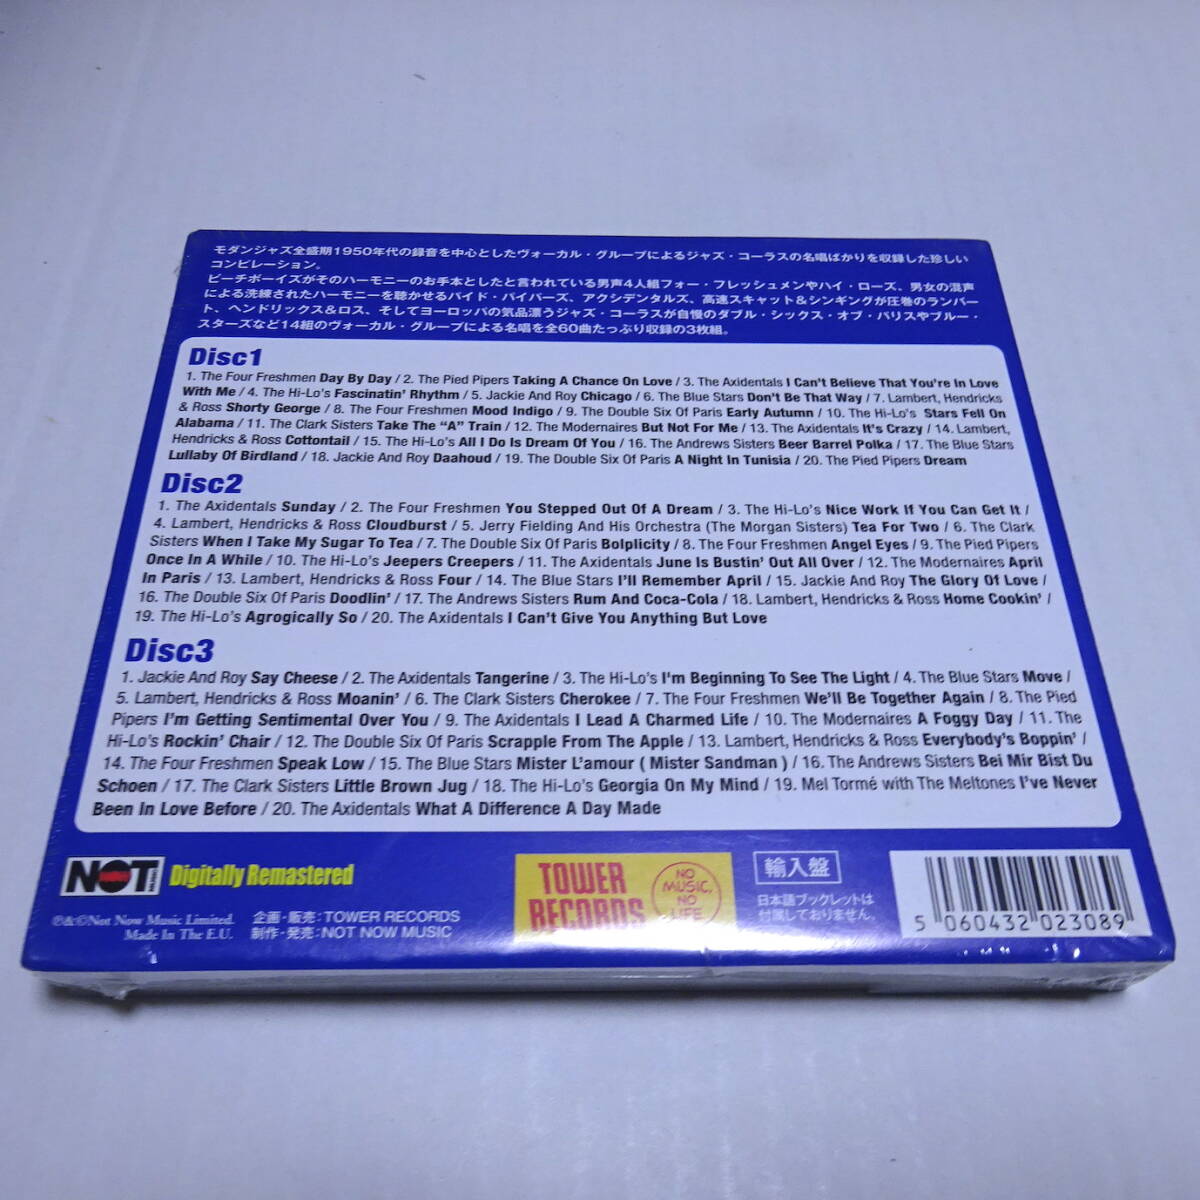 モダンジャズ全盛期1950年代の録音を中心としたヴォーカル・グループによるジャズ・コーラスの名唱ばかりを収録した珍しい
コンピレーション。
ビーチボーイズがそのハーモニーのお手本としたと言われている男声4人組フォー・フレッシュメンやハイ・ローズ、男女の混声
による洗練されたハーモニーを聴かせるパイド・パイパーズ、アクシデンタルズ、高速スキャット&シンギングが圧巻のランバー
ト、ヘンドリックス&ロス、そしてヨーロッパの気品漂うジャズ・コーラスが自慢のダブル・シックス・オブ・パリスやブルー・
スターズなど14組のヴォーカル・グループによる名唱を全60曲たっぷり収録の3枚組。
Disc1
1. The Four Freshmen Day By Day / 2. The Pied Pipers Taking A Chance On Love / 3. The Axidentals I Can't Believe That You're In Love
With Me / 4. The Hi-Lo's Fascinatin' Rhythm / 5. Jackie And Roy Chicago / 6. The Blue Stars Don't Be That Way / 7. Lambert, Hendricks
& Ross Shorty George / 8. The Four Freshmen Mood Indigo / 9. The Double Six Of Paris Early Autumn / 10. The Hi-Lo's Stars Fell On
Alabama / 11. The Clark Sisters Take The “A” Train / 12. The Modernaires But Not For Me / 13. The Axidentals It's Crazy / 14. Lambert,
Hendricks & Ross Cottontail / 15. The Hi-Lo's All I Do Is Dream Of You / 16. The Andrews Sisters Beer Barrel Polka / 17. The Blue Stars
Lullaby Of Birdland / 18. Jackie And Roy Daahoud / 19. The Double Six Of Paris A Night In Tunisia / 20. The Pied Pipers Dream
Disc2
1. The Axidentals Sunday / 2. The Four Freshmen You Stepped Out Of A Dream / 3. The Hi-Lo's Nice Work If You Can Get It /
4. Lambert, Hendricks & Ross Cloudburst / 5. Jerry Fielding And His Orchestra (The Morgan Sisters) Tea For Two / 6. The Clark
Sisters When I Take My Sugar To Tea / 7. The Double Six Of Paris Bolplicity / 8. The Four Freshmen Angel Eyes / 9. The Pied Pipers
Once In A While / 10. The Hi-Lo's Jeepers Creepers / 11. The Axidentals June Is Bustin' Out All Over / 12. The Modernaires April
In Paris / 13. Lambert, Hendricks & Ross Four / 14. The Blue Stars I'll Remember April / 15. Jackie And Roy The Glory Of Love /
16. The Double Six Of Paris Doodlin' / 17. The Andrews Sisters Rum And Coca-Cola / 18. Lambert, Hendricks & Ross Home Cookin' /
19. The Hi-Lo's Agrogically So / 20. The Axidentals I Can't Give You Anything But Love
Disc3
1. Jackie And Roy Say Cheese / 2. The Axidentals Tangerine / 3. The Hi-Lo's I'm Beginning To See The Light / 4. The Blue Stars Move /
5. Lambert, Hendricks & Ross Moanin' / 6. The Clark Sisters Cherokee / 7. The Four Freshmen We'll Be Together Again / 8. The Pied
Pipers I'm Getting Sentimental Over You / 9. The Axidentals I Lead A Charmed Life / 10. The Modernaires A Foggy Day / 11. The
Hi-Lo's Rockin' Chair / 12. The Double Six Of Paris Scrapple From The Apple / 13. Lambert, Hendricks & Ross Everybody's Boppin' /
14. The Four Freshmen Speak Low / 15. The Blue Stars Mister L'amour ( Mister Sandman ) / 16. The Andrews Sisters Bei Mir Bist Du
Schoen / 17. The Clark Sisters Little Brown Jug / 18. The Hi-Lo's Georgia On My Mind / 19. Mel Tormé with The Meltones I've Never
Been In Love Before / 20. The Axidentals What A Difference A Day Made
NOT
Digitally Remastered
℗&©Not Now Music Limited.
Made In The E.U.
企画・販売:TOWER RECORDS
制作・発売:NOT NOW MUSIC
TOWER
RECORDS
NO
MUSIC,
NO
LIFE.
輸入盤
日本語ブックレットは
付属しておりません。
5 060432 023089